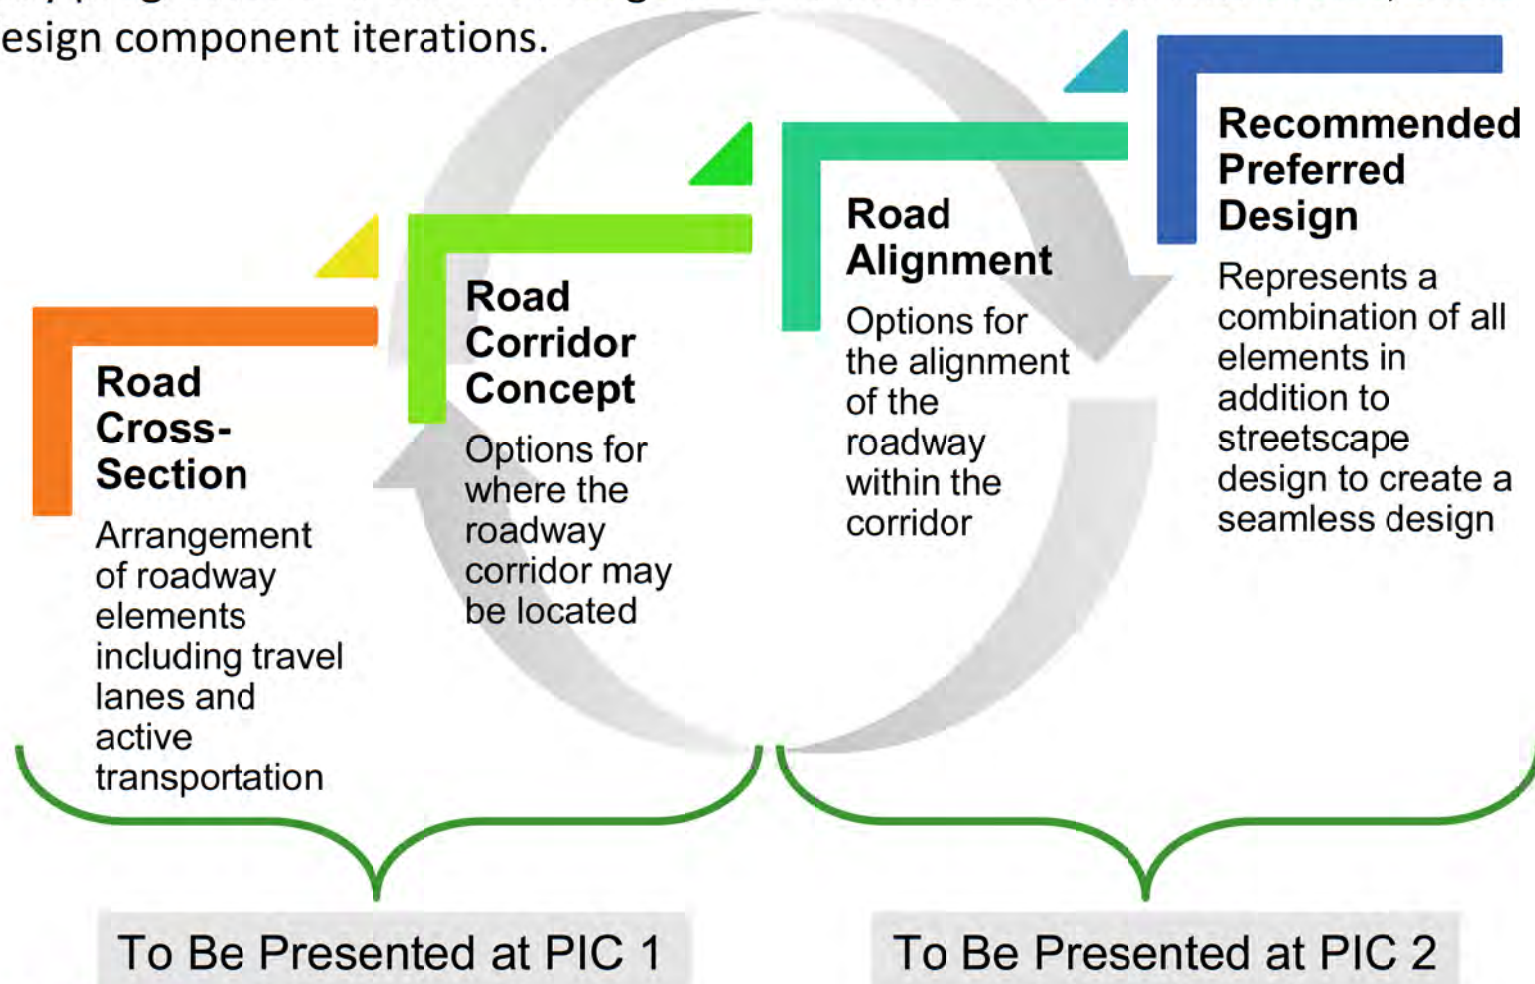 esign component iterations.
Road
Cross-
Section
Arrangement
of roadway
elements
including travel
lanes and
active
transportation
Road
Corridor
Concept
Options for
where the
roadway
corridor may
be located
Road
Alignment
Options for
the alignment
of the
roadway
within the
corridor
Recommended
Preferred
Design
Represents a
combination of all
elements in
addition to
streetscape
design to create a
seamless design
To Be Presented at PIC 1
To Be Presented at PIC 2